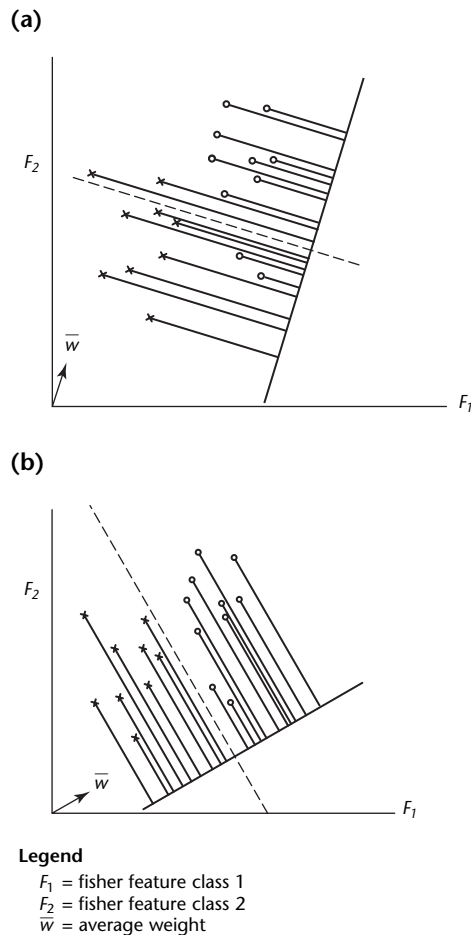 (a)
F2
w
F1
(b)
F2
w
F1
Legend
F1 = fisher feature class 1
F2 = fisher feature class 2
w = average weight